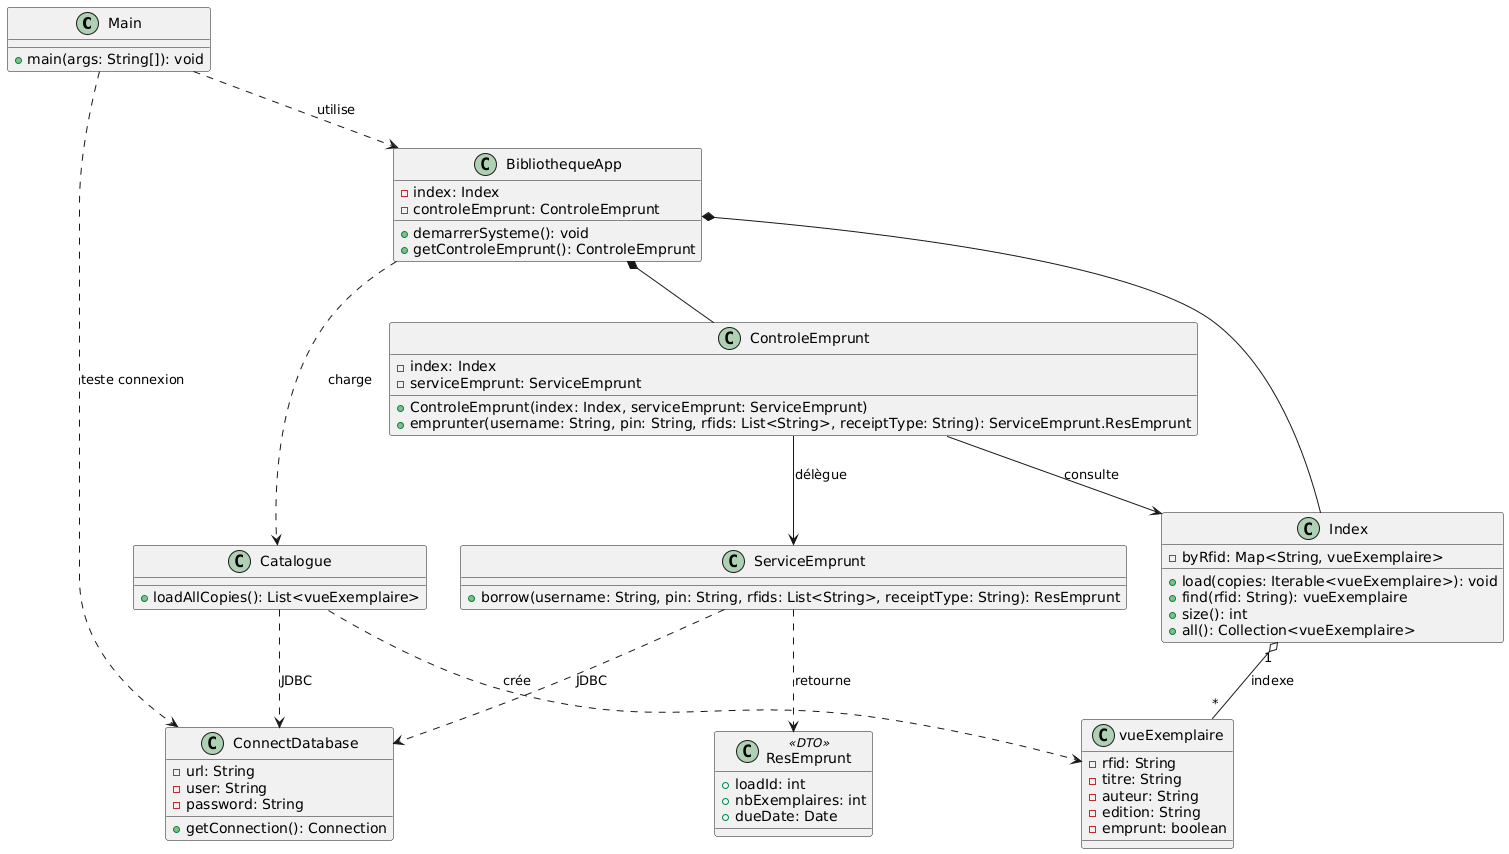 C Main
main(args: String[]): void
utilise
C BibliothequeApp
index: Index
controleEmprunt: ControleEmprunt
demarrerSysteme(): void
getControleEmprunt(): ControleEmprunt
teste connexion
charge
C ControleEmprunt
index: Index
serviceEmprunt: ServiceEmprunt
ControleEmprunt(index: Index, serviceEmprunt: ServiceEmprunt)
emprunter(username: String, pin: String, rfids: List<String>, receiptType: String): ServiceEmprunt.ResEmprunt
délègue
consulte
C Catalogue
loadAllCopies(): List<vueExemplaire>
C ServiceEmprunt
borrow(username: String, pin: String, rfids: List<String>, receiptType: String): ResEmprunt
C Index
byRfid: Map<String, vueExemplaire>
load(copies: Iterable<vueExemplaire>): void
find(rfid: String): vueExemplaire
size(): int
all(): Collection<vueExemplaire>
JDBC
crée
JDBC
retourne
1
indexe
*
C ConnectDatabase
url: String
user: String
password: String
getConnection(): Connection
C «DTO»
ResEmprunt
loadId: int
nbExemplaires: int
dueDate: Date
C vueExemplaire
rfid: String
titre: String
auteur: String
edition: String
emprunt: boolean